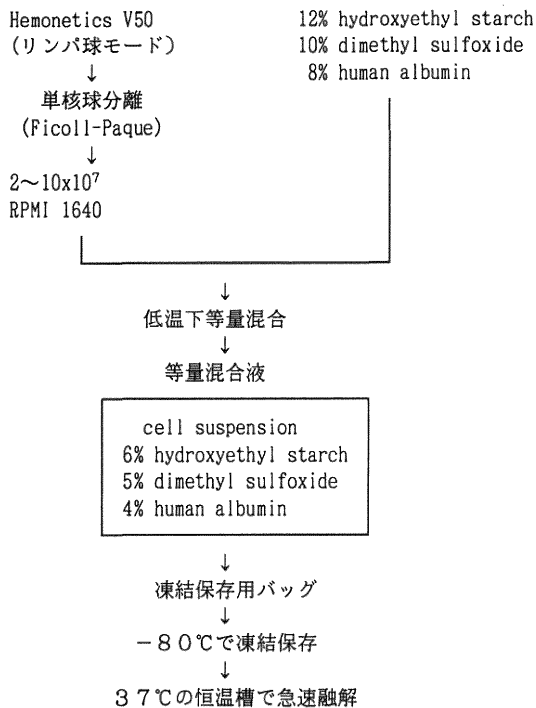 Hemonetics V50
(リンパ球モード)
↓
単核球分離
(Ficoll-Paque)
↓
2〜10x10⁷
RPMI 1640
12% hydroxyethyl starch
10% dimethyl sulfoxide
8% human albumin
↓
低温下等量混合
↓
等量混合液
cell suspension
6% hydroxyethyl starch
5% dimethyl sulfoxide
4% human albumin
↓
凍結保存用バッグ
↓
−80℃で凍結保存
↓
37℃の恒温槽で急速融解